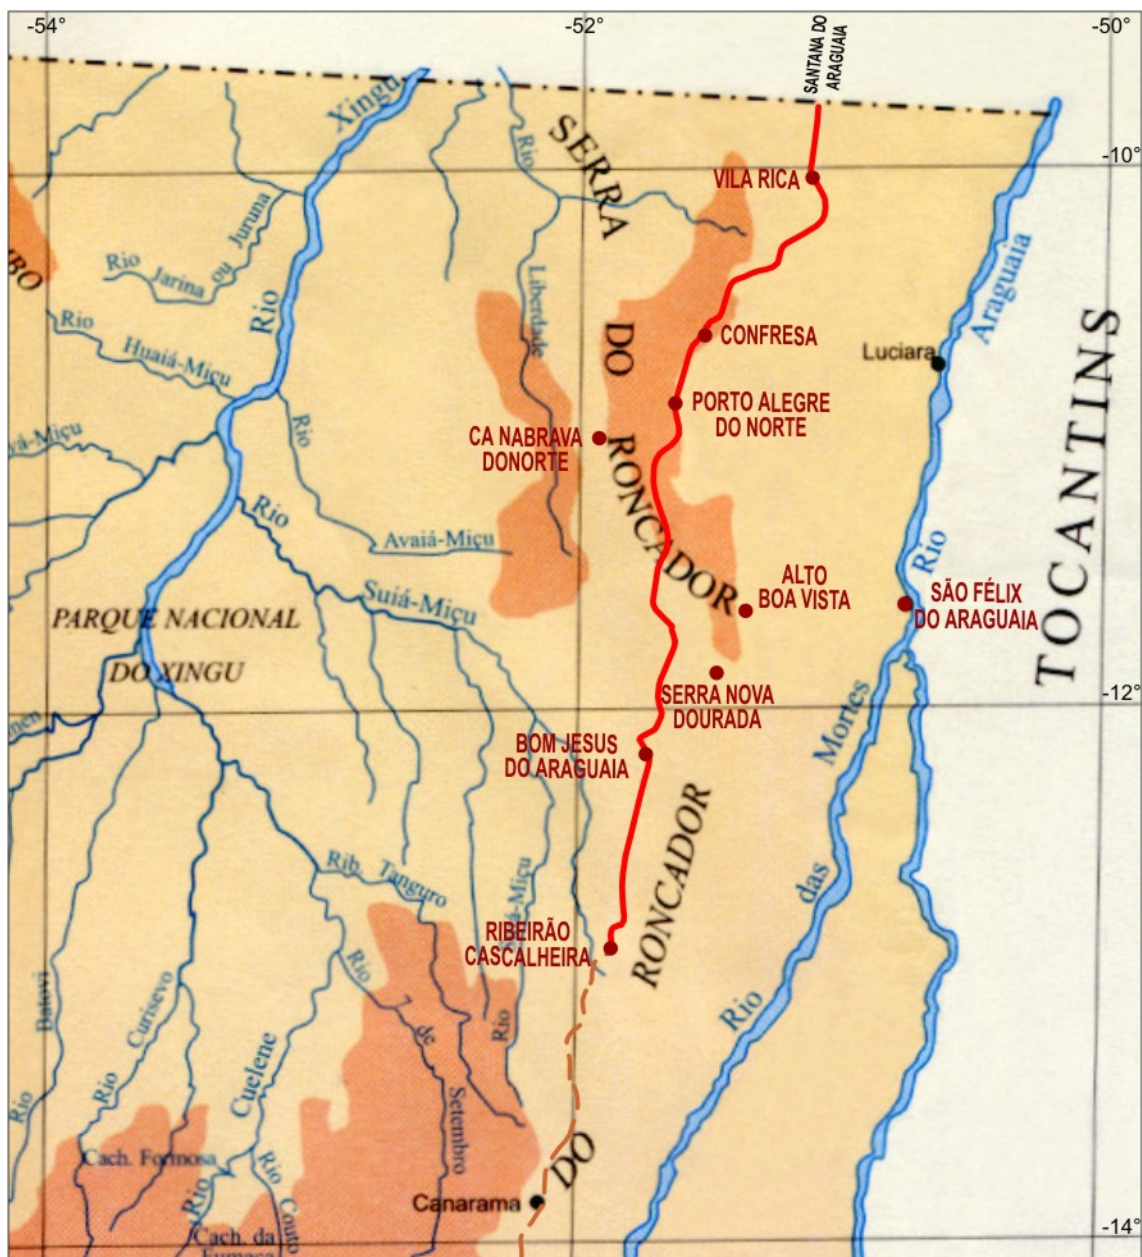 -54°
-52°
-50°
SANTANA DO
ARAGUAIA
Xingu
SERRA
Rio
-10°
VILA RICA
Juruna
ou
Jarina
Rio
Rio
Liberdade
Araguaia
Rio
Huaiá-Miçu
DO
CONFRESA
Luciara
TOCANTINS
PORTO ALEGRE
DO NORTE
CA NABRAVA
DONORTE
RONCADOR
Rio
Rio
Avaiá-Miçu
Rio
Suiá-Miçu
ALTO
BOA VISTA
SÃO FÉLIX
DO ARAGUAIA
PARQUE NACIONAL
DO XINGU
SERRA NOVA
DOURADA
-12°
Mortes
BOM JESUS
DO ARAGUAIA
RONCADOR
Rib. Tanguro
das
RIBEIRÃO
CASCALHEIRA
Rio
Rio
7 de
Setembro
Rio
Batovi
Rio
Curisevo
Rio
Cuelene
Rio
Cach. Formosa
Rio
Couto
DO
Canarama
Cach. da
Fumaça
-14°